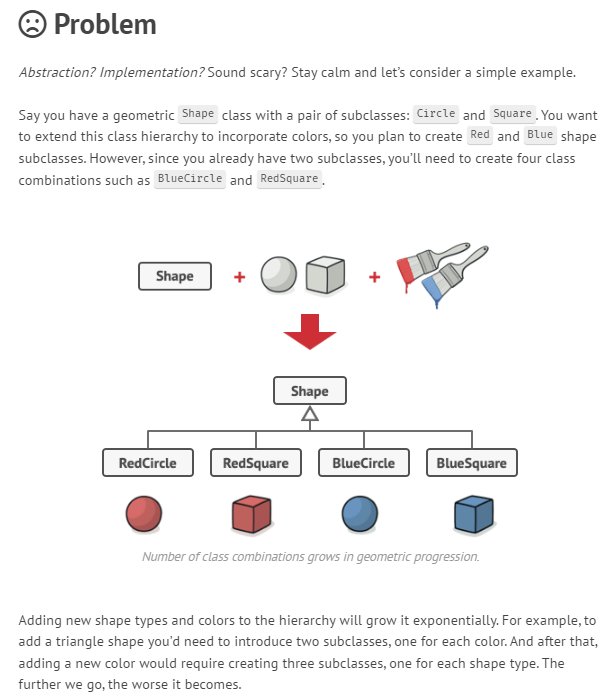 Problem
Abstraction? Implementation? Sound scary? Stay calm and let's consider a simple example.
Say you have a geometric Shape class with a pair of subclasses: Circle and Square. You want
to extend this class hierarchy to incorporate colors, so you plan to create Red and Blue shape
subclasses. However, since you already have two subclasses, you'll need to create four class
combinations such as BlueCircle and RedSquare.
Shape + +
Shape
RedCircle RedSquare BlueCircle BlueSquare
Number of class combinations grows in geometric progression.
Adding new shape types and colors to the hierarchy will grow it exponentially. For example, to
add a triangle shape you'd need to introduce two subclasses, one for each color. And after that,
adding a new color would require creating three subclasses, one for each shape type. The
further we go, the worse it becomes.